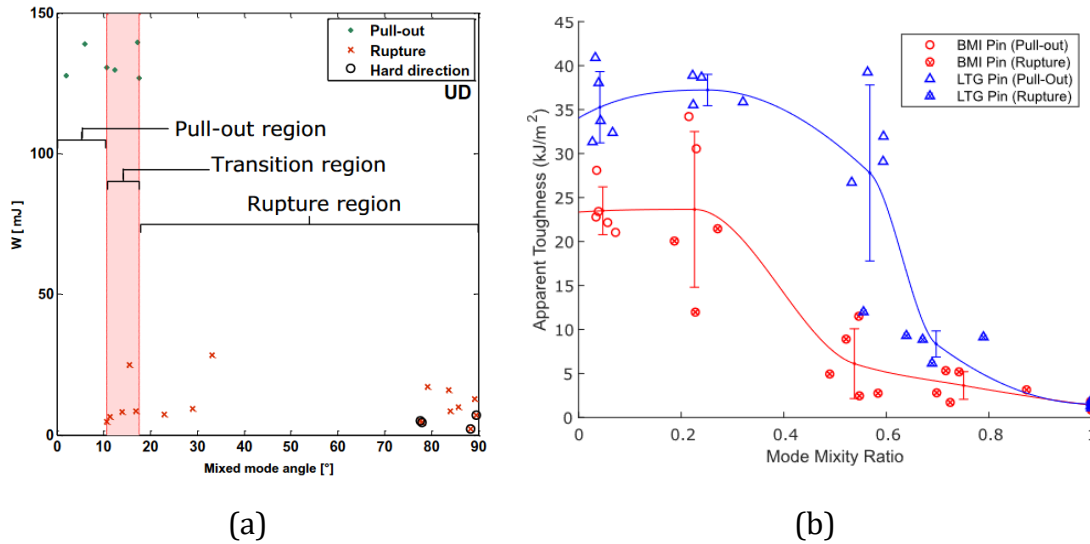 150
100
50
0
W [ mJ ]
Pull-out
Rupture
Hard direction
UD
Pull-out region
Transition region
Rupture region
0 10 20 30 40 50 60 70 80 90
Mixed mode angle [°]
(a)
45
40
35
30
25
20
15
10
5
0
Apparent Toughness (kJ/m²)
BMI Pin (Pull-out)
BMI Pin (Rupture)
LTG Pin (Pull-Out)
LTG Pin (Rupture)
0 0.2 0.4 0.6 0.8 1
Mode Mixity Ratio
(b)